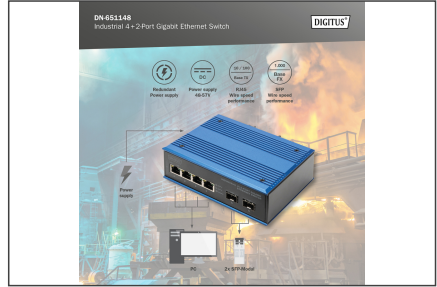 DN-651148
Industrial 4+2-Port Gigabit Ethernet Switch
DIGITUS®
DC
10 / 100
Base TX
1.000
Base
FX
Redundant
Power supply
Power supply
48-57V
RJ45
Wire speed
performance
SFP
Wire speed
performance
Power
supply
PC
2x SFP-Modul